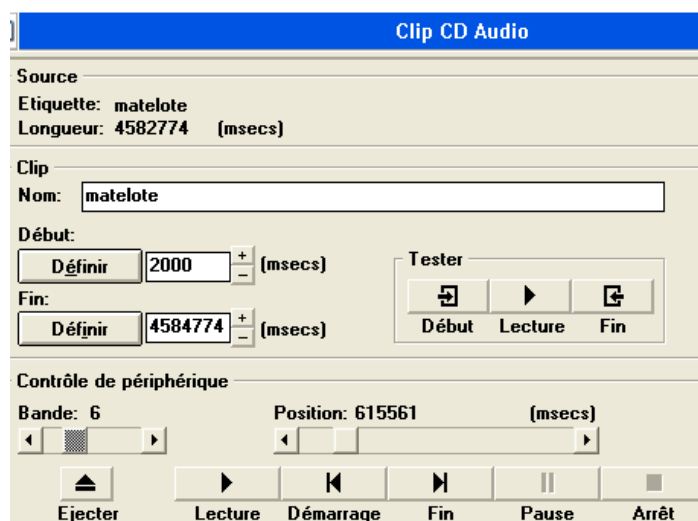 Clip CD Audio
Source
Etiquette: matelote
Longueur: 4582774 (msecs)
Clip
Nom: matelote
Début:
Définir 2000 + - (msecs)
Tester
Début Lecture Fin
Fin:
Définir 4584774 + - (msecs)
Contrôle de périphérique
Bande: 6 Position: 615561 (msecs)
Ejecter Lecture Démarrage Fin Pause Arrêt